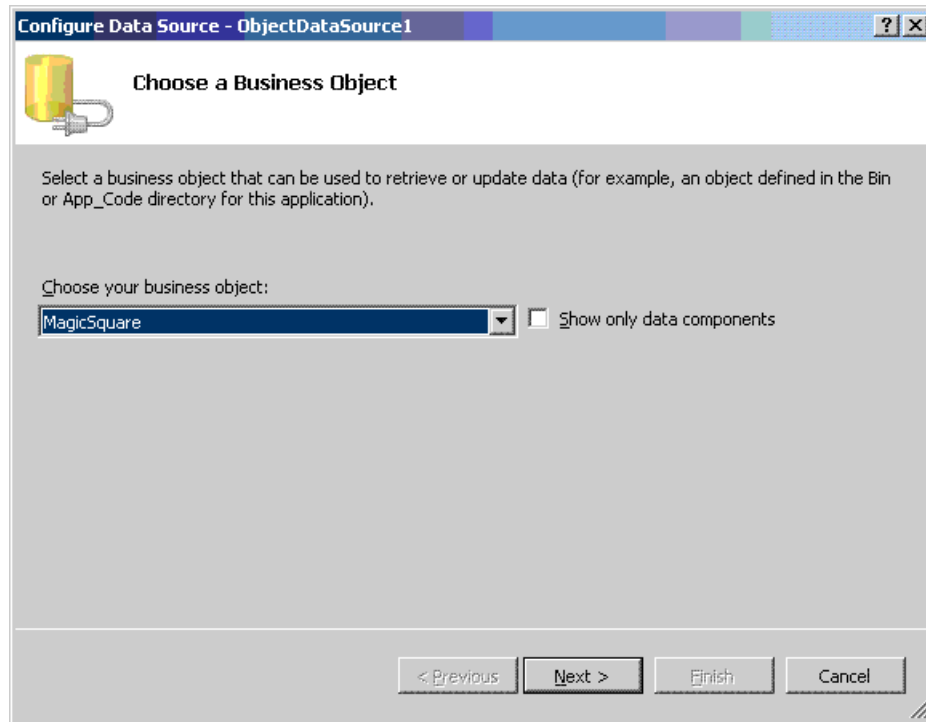 Configure Data Source - ObjectDataSource1
Choose a Business Object
Select a business object that can be used to retrieve or update data (for example, an object defined in the Bin
or App_Code directory for this application).
Choose your business object:
MagicSquare
Show only data components
< Previous
Next >
Finish
Cancel